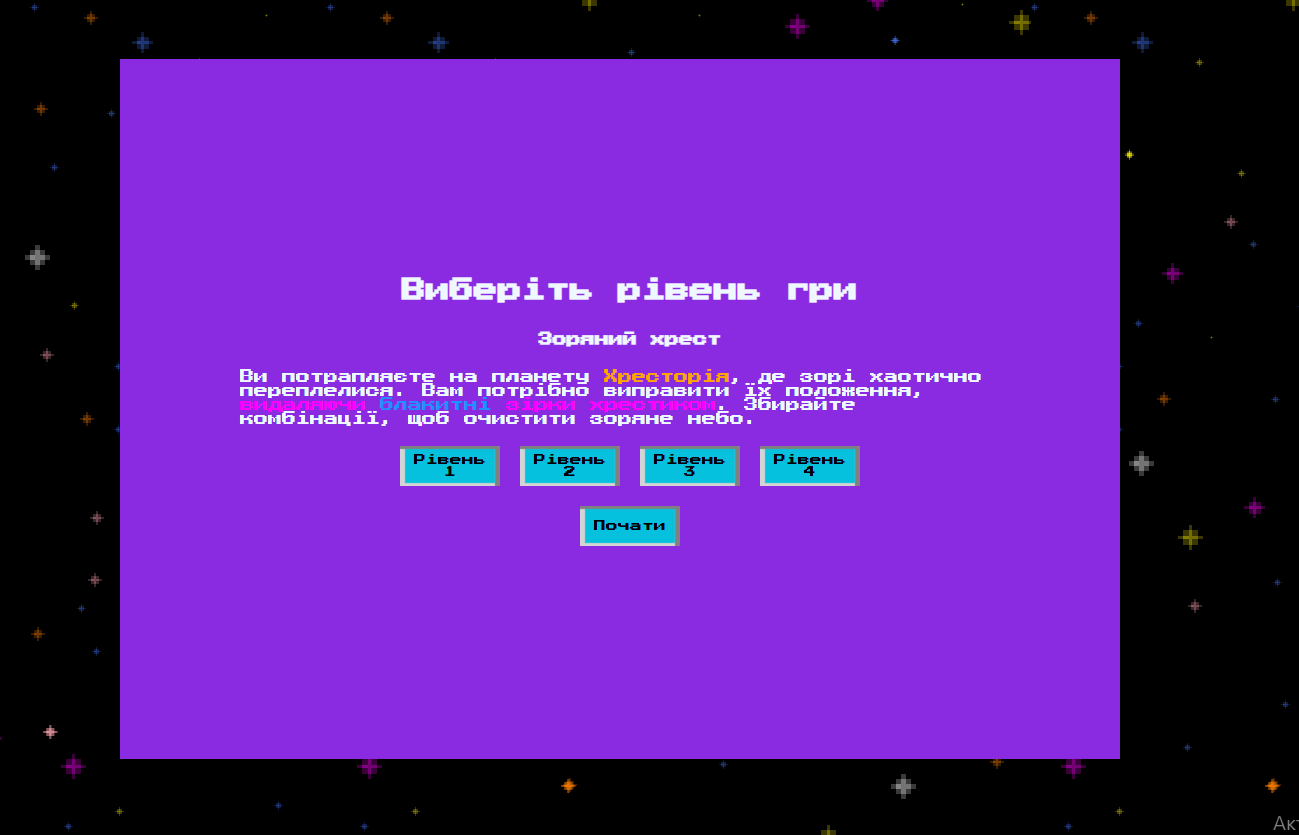 Виберіть рівень гри
Зоряний хрест
Ви потрапляєте на планету Хресторія, де зорі хаотично
переплелися. Вам потрібно виправити їх положення,
видаляючи блакитні зірки хрестиком. Збирайте
комбінації, щоб очистити зоряне небо.
Рівень
1
Рівень
2
Рівень
3
Рівень
4
Почати